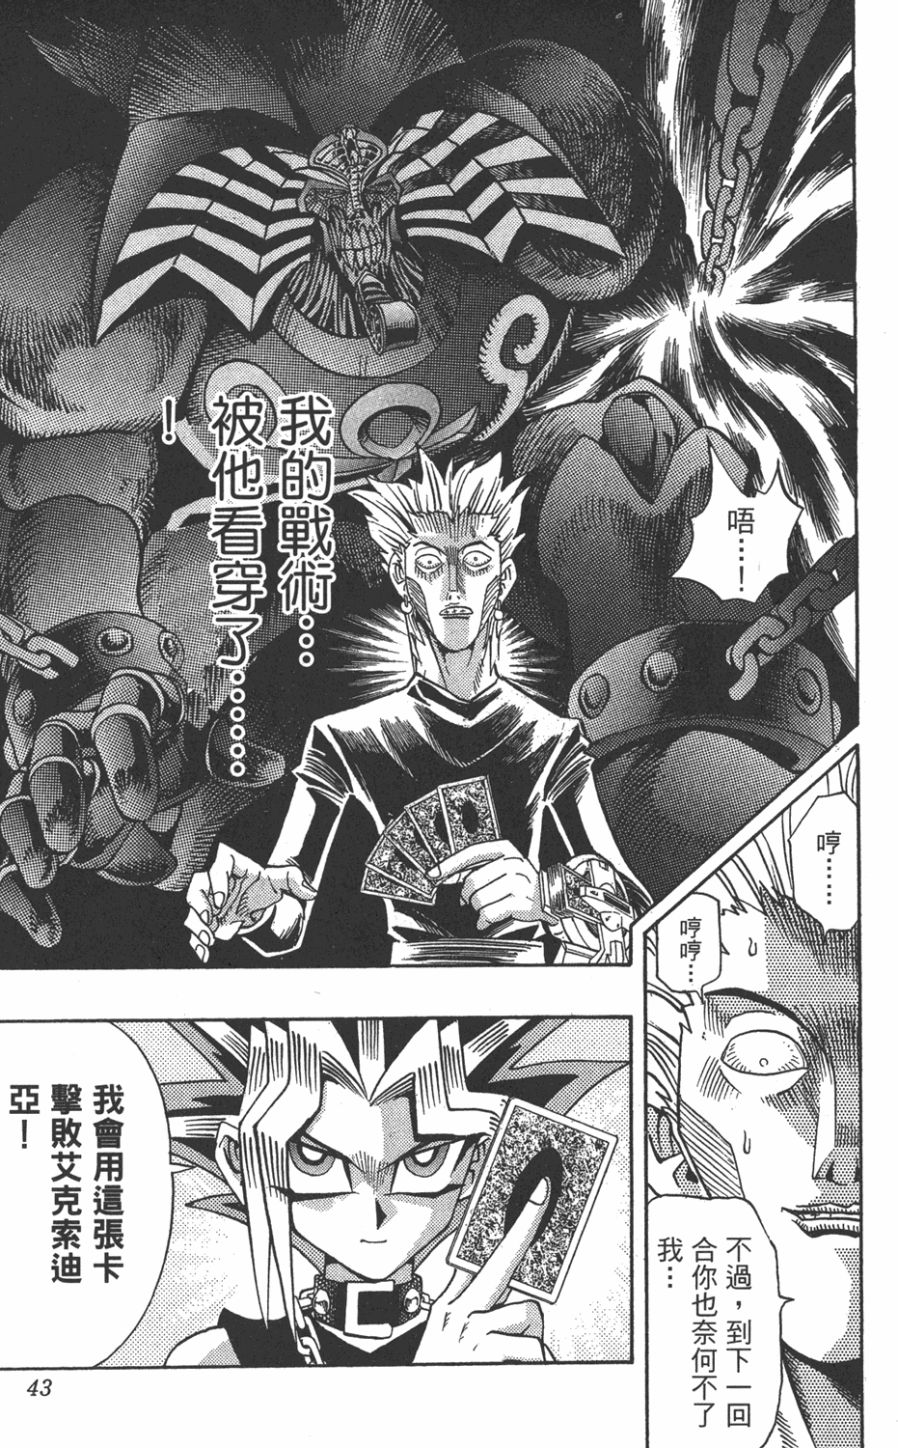 唔…！
我的戰術…
被他看穿了……
！
哼……
哼哼…
不過，到下一回
合你也奈何不了
我…
我會用這張卡
擊敗艾克索迪
亞！
43